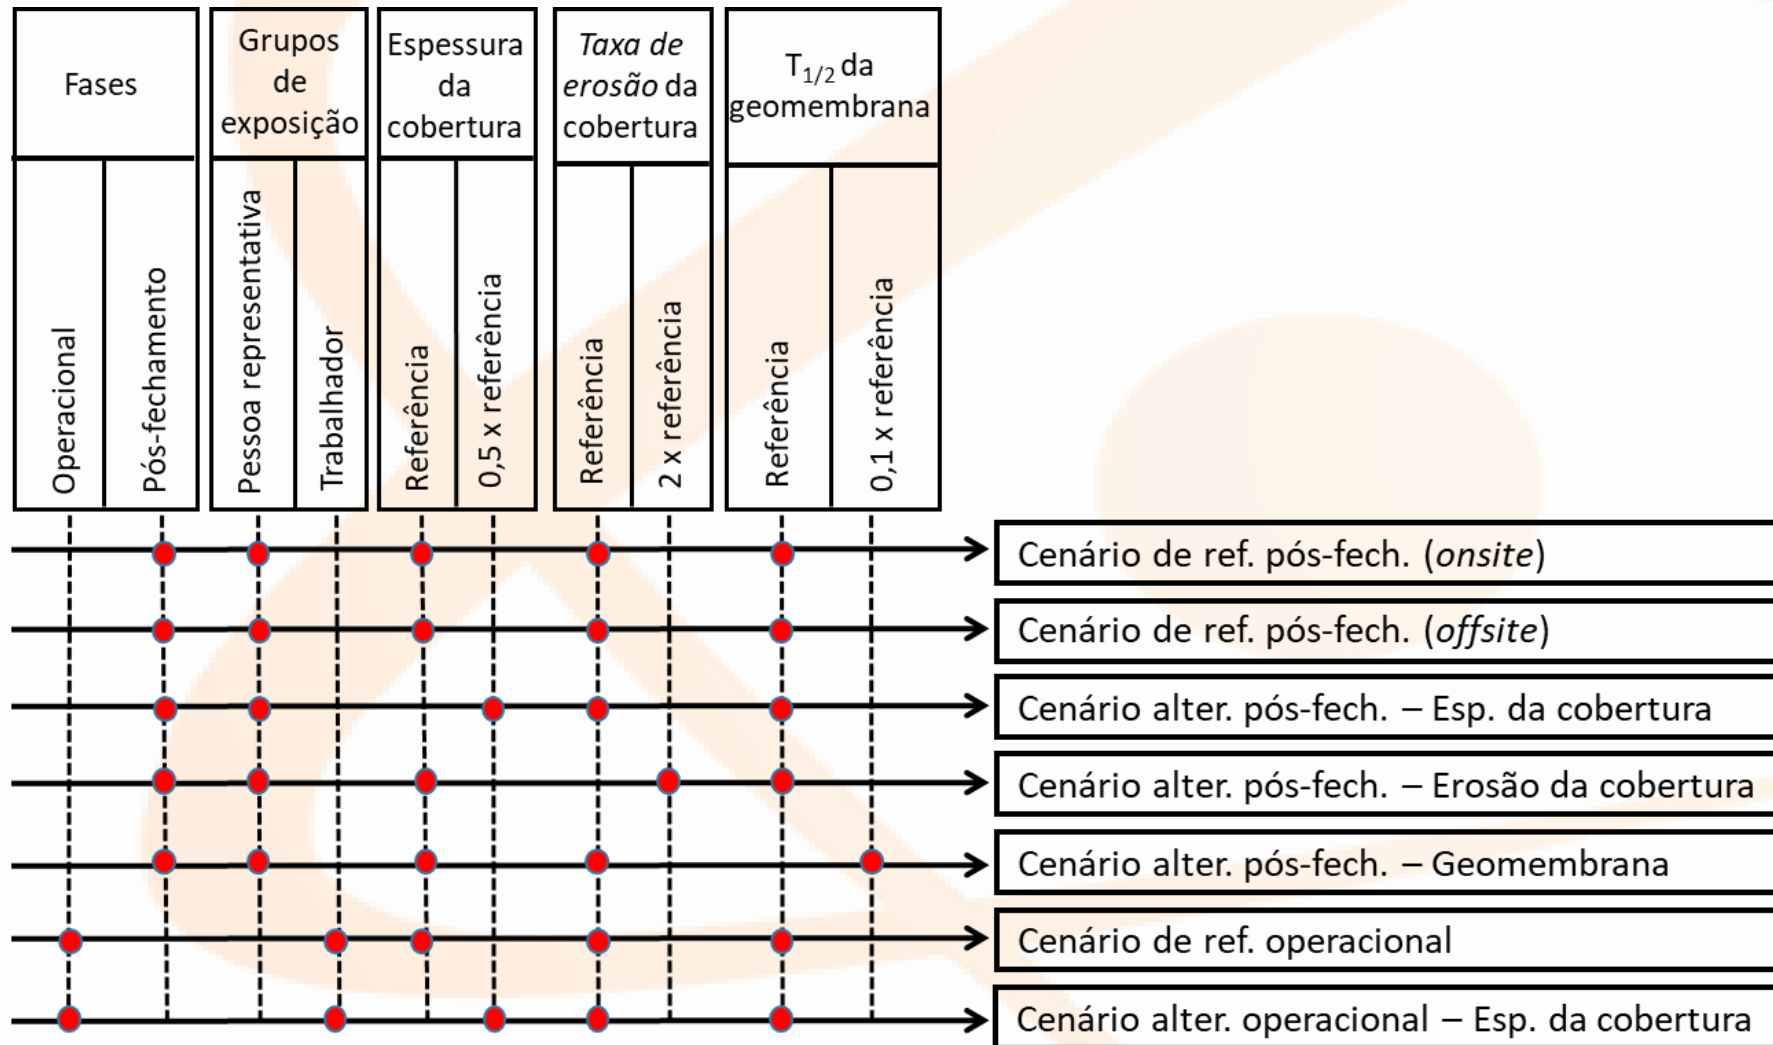 Fases
Grupos
de
exposição
Espessura
da
cobertura
Taxa de
erosão da
cobertura
T1/2 da
geomembrana
Operacional
Pós-fechamento
Pessoa representativa
Trabalhador
Referência
0,5 x referência
Referência
2 x referência
Referência
0,1 x referência
Cenário de ref. pós-fech. (onsite)
Cenário de ref. pós-fech. (offsite)
Cenário alter. pós-fech. – Esp. da cobertura
Cenário alter. pós-fech. – Erosão da cobertura
Cenário alter. pós-fech. – Geomembrana
Cenário de ref. operacional
Cenário alter. operacional – Esp. da cobertura